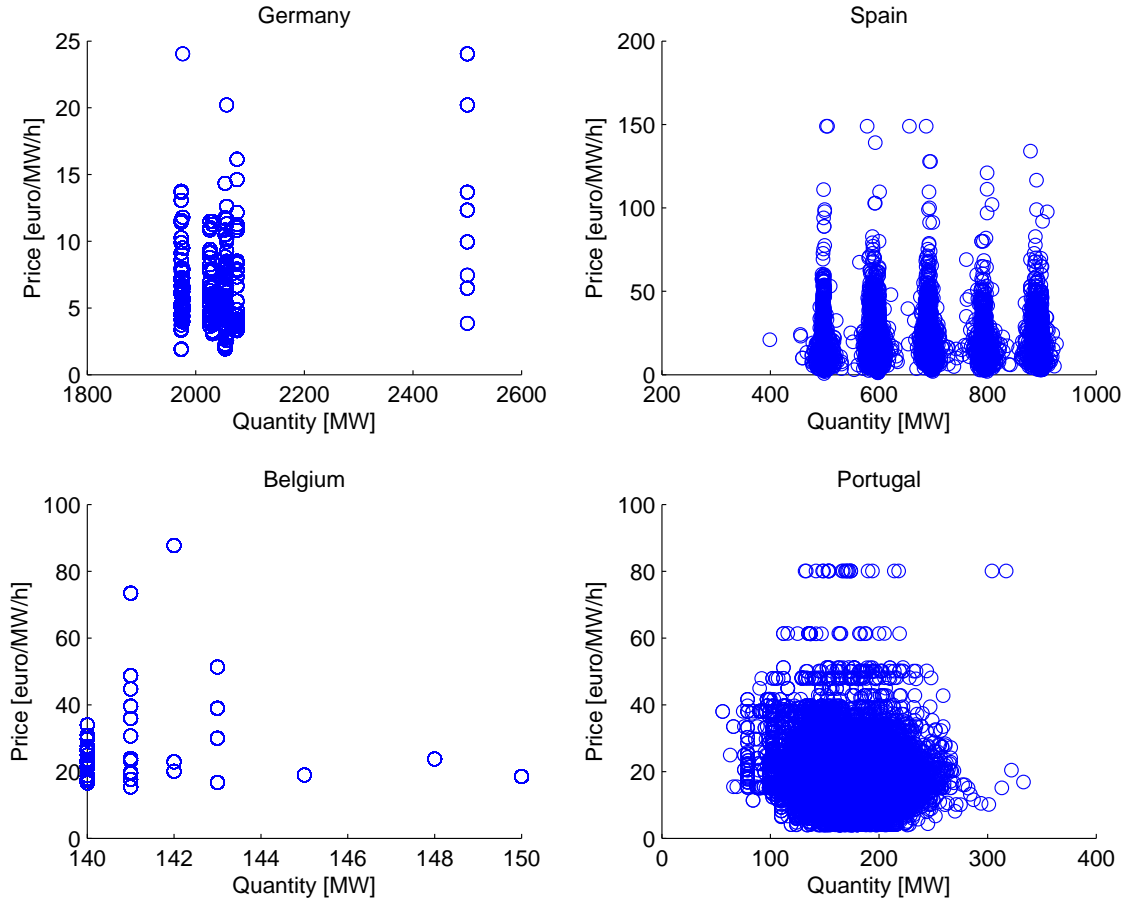 Germany
25
20
15
10
5
0
1800 2000 2200 2400 2600
Price [euro/MW/h]
Quantity [MW]
Spain
200
150
100
50
0
200 400 600 800 1000
Price [euro/MW/h]
Quantity [MW]
Belgium
100
80
60
40
20
0
140 142 144 146 148 150
Price [euro/MW/h]
Quantity [MW]
Portugal
100
80
60
40
20
0
0 100 200 300 400
Price [euro/MW/h]
Quantity [MW]